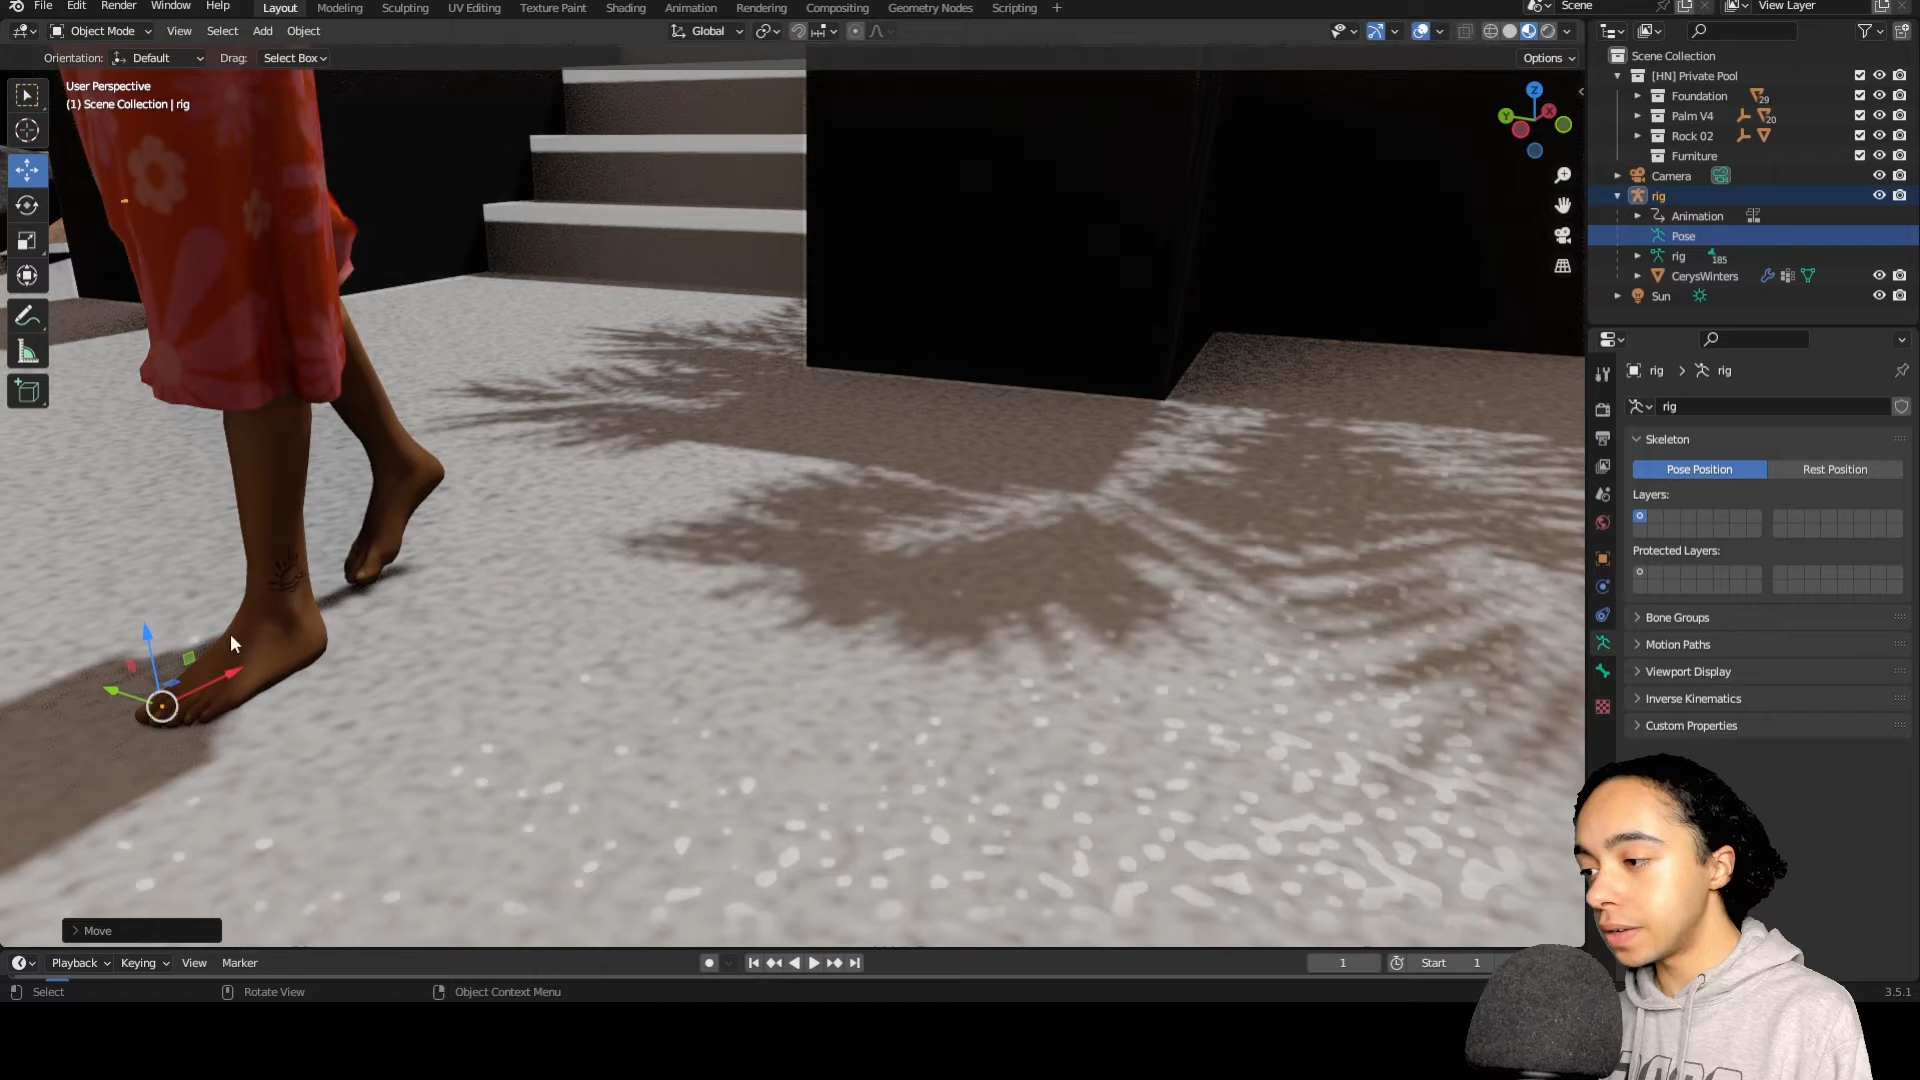 File Edit Render Window Help Layout Modeling Sculpting UV Editing Texture Paint Shading Animation Rendering Compositing Geometry Nodes Scripting + Scene View Layer
Object Mode View Select Add Object Global
Orientation: Default Drag: Select Box Options
User Perspective
(1) Scene Collection | rig
Z
Y
X
Scene Collection
[HN] Private Pool
Foundation 29
Palm V4 20
Rock 02
Furniture
Camera
rig
Animation
Pose
rig 185
CerysWinters
Sun
rig > rig
rig
Skeleton
Pose Position Rest Position
Layers:
Protected Layers:
Bone Groups
Motion Paths
Viewport Display
Inverse Kinematics
Custom Properties
Move
Playback Keying View Marker 1 Start 1
Select Rotate View Object Context Menu 3.5.1